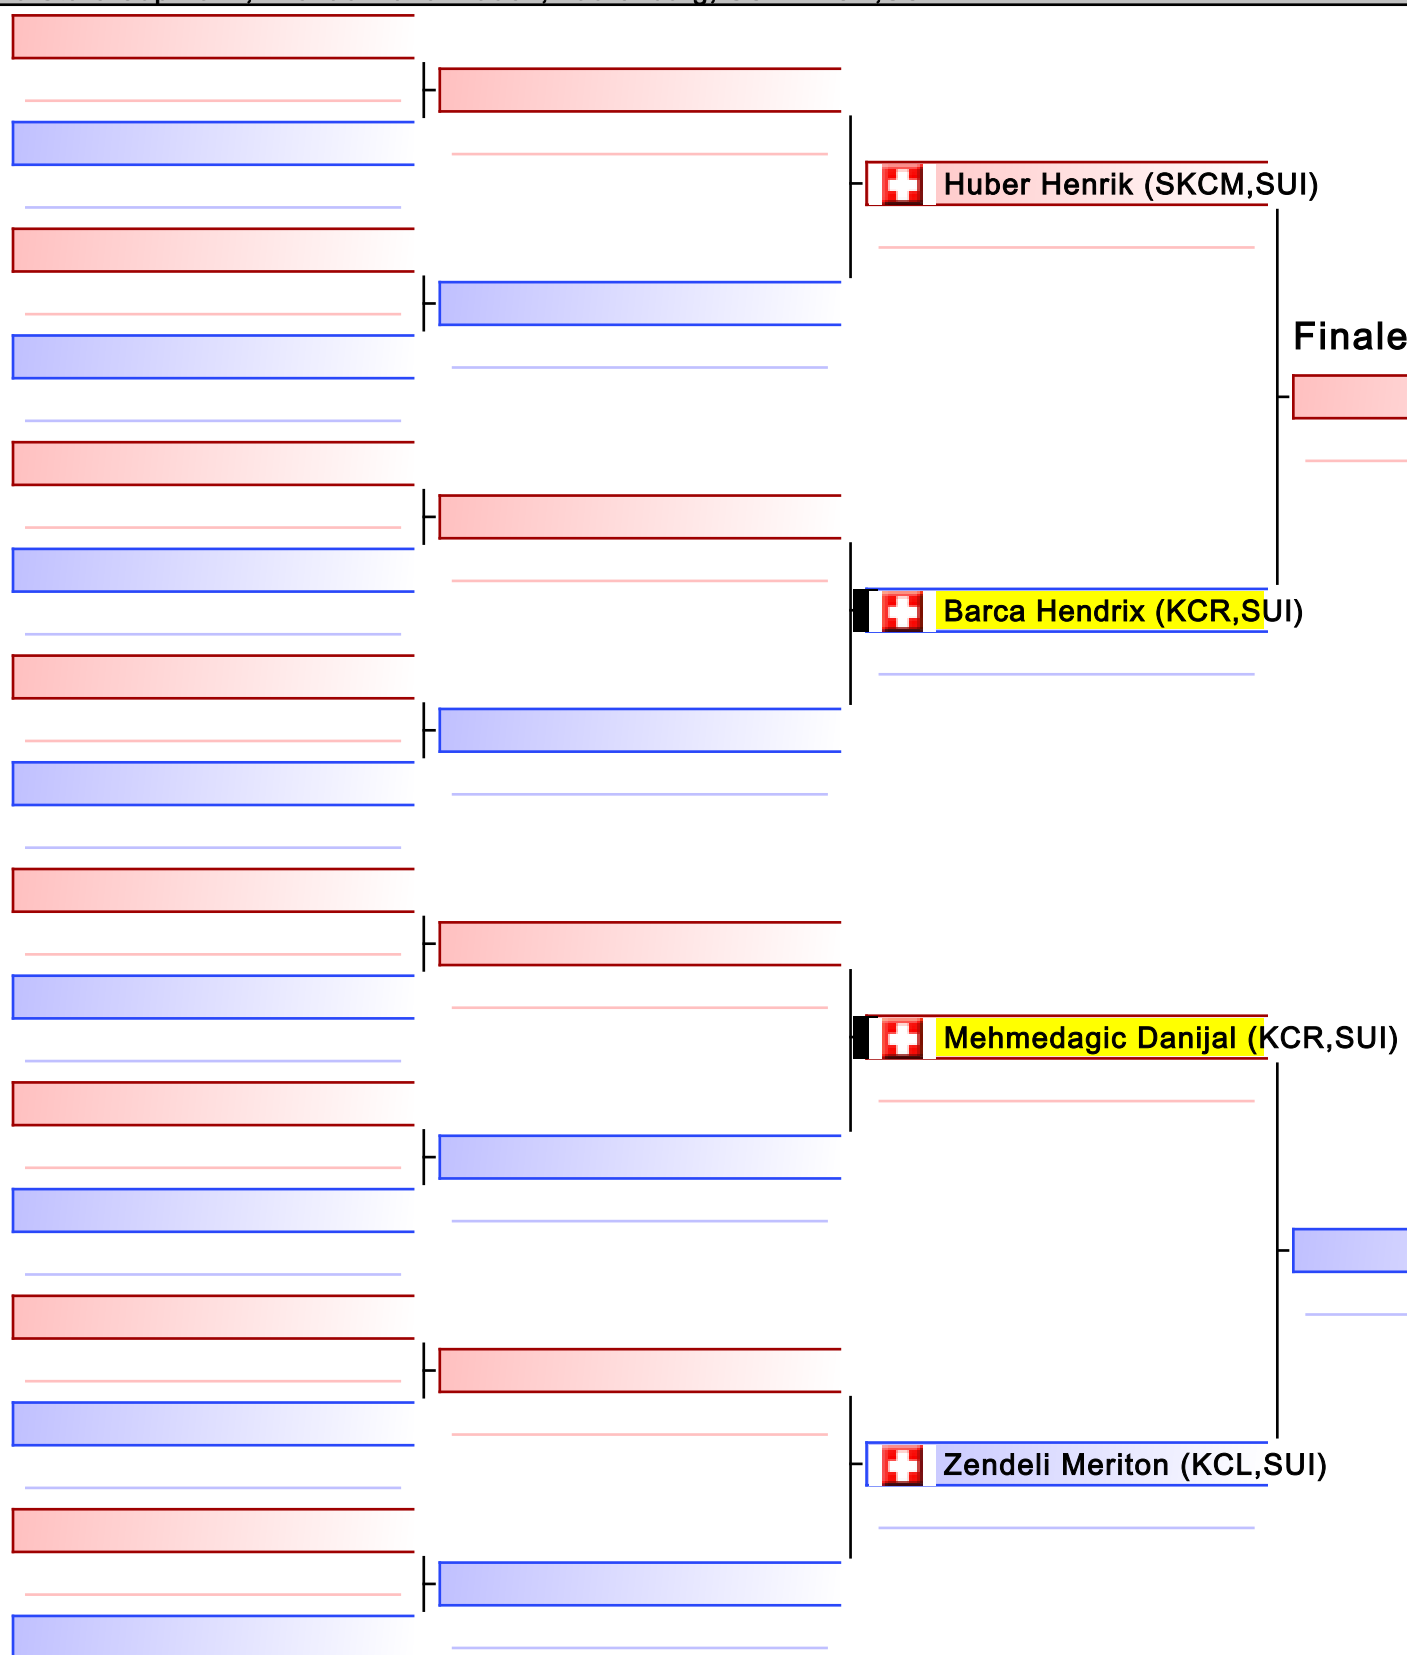 Huber Henrik (SKCM,SUI)
Finale
Barca Hendrix (KCR,SUI)
Mehmedagic Danijal (KCR,SUI)
Zendeli Meriton (KCL,SUI)